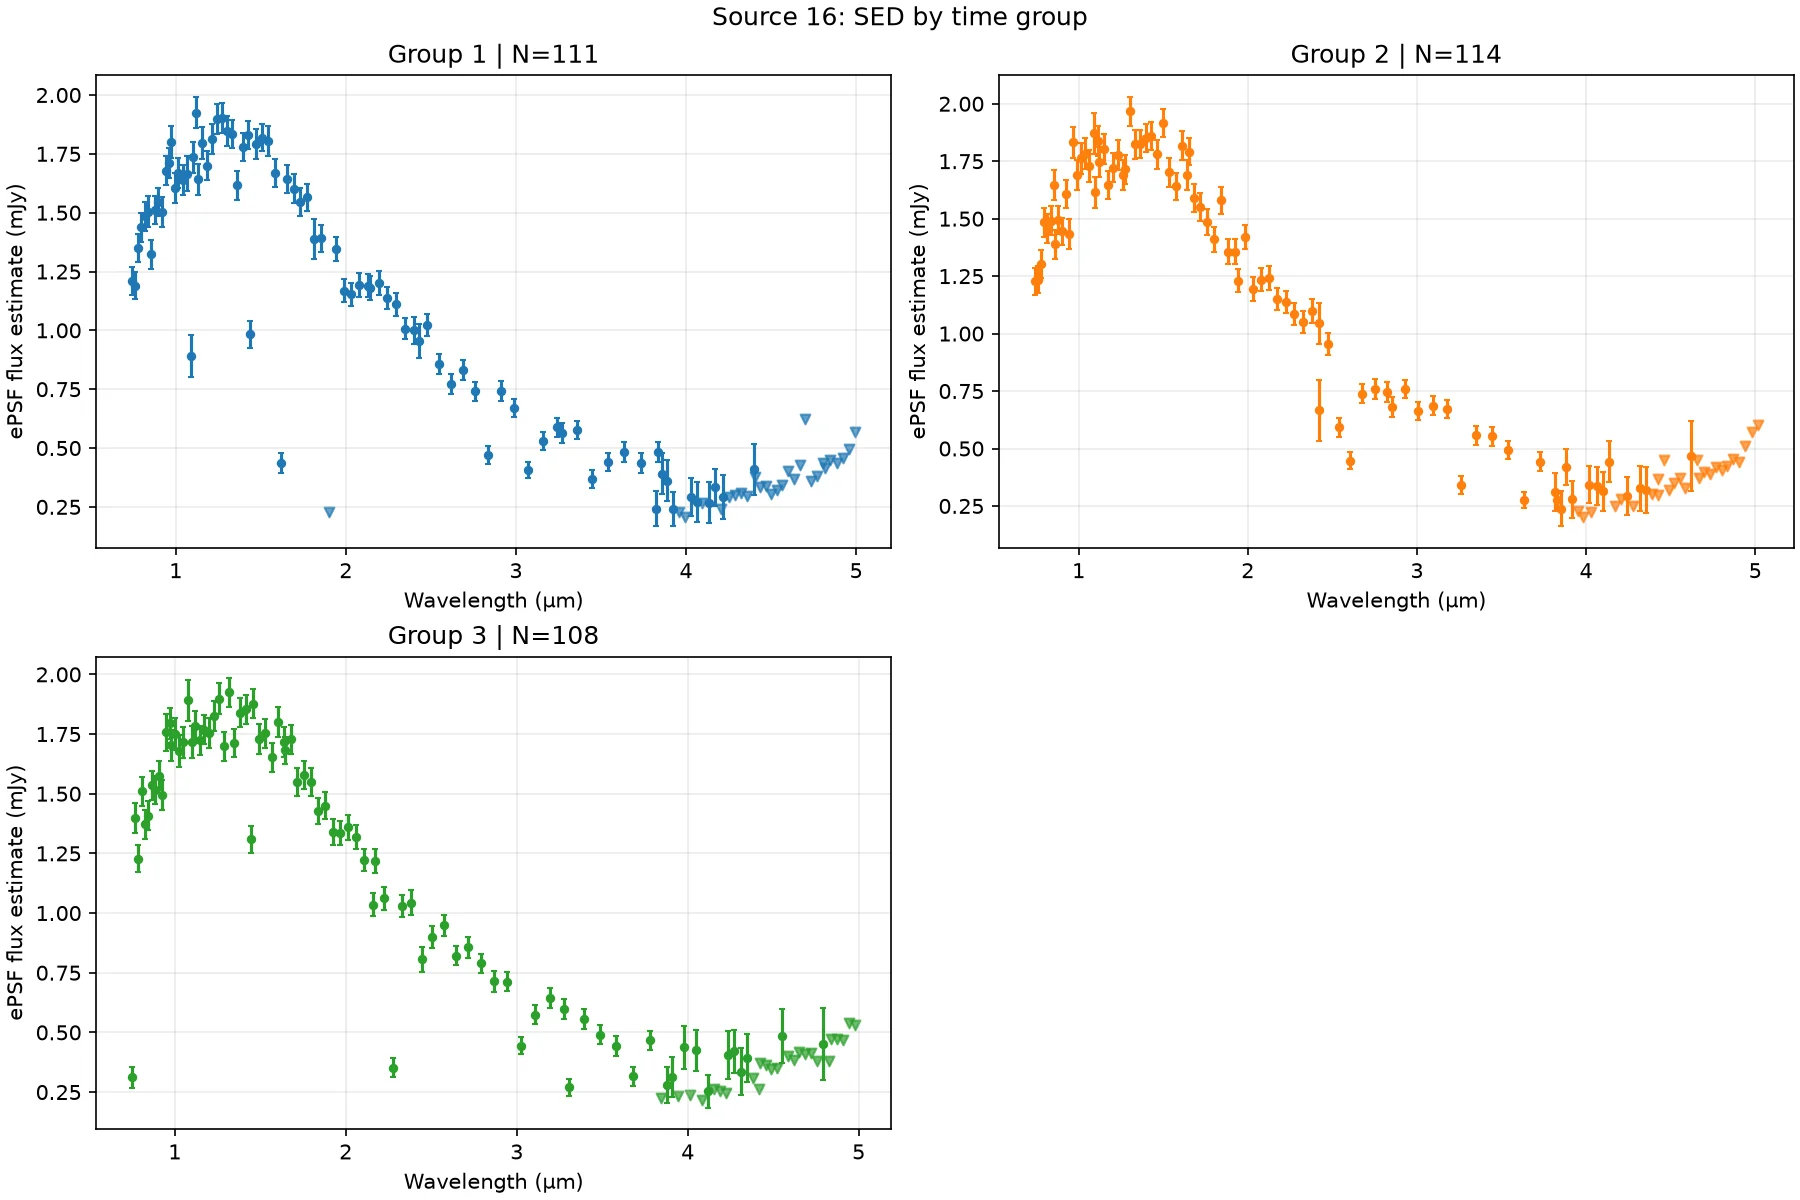 Source 16: SED by time group
Group 1 | N=111
ePSF flux estimate (mJy)
2.00
1.75
1.50
1.25
1.00
0.75
0.50
0.25
1 2 3 4 5
Wavelength (μm)
Group 2 | N=114
ePSF flux estimate (mJy)
2.00
1.75
1.50
1.25
1.00
0.75
0.50
0.25
1 2 3 4 5
Wavelength (μm)
Group 3 | N=108
ePSF flux estimate (mJy)
2.00
1.75
1.50
1.25
1.00
0.75
0.50
0.25
1 2 3 4 5
Wavelength (μm)